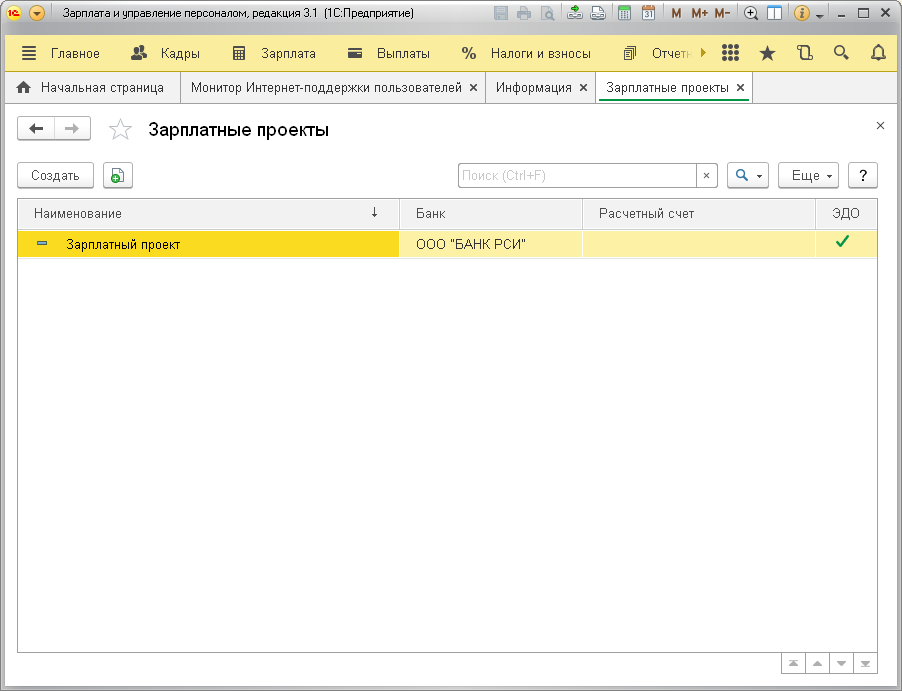 Зарплата и управление персоналом, редакция 3.1 (1С:Предприятие)
31 M M+ M- i
Главное Кадры Зарплата % Выплаты Налоги и взносы Отчетн
Начальная страница Монитор Интернет-поддержки пользователей × Информация × Зарплатные проекты ×
Зарплатные проекты ×
Создать Поиск (Ctrl+F) × Еще ?
Наименование ↓ Банк Расчетный счет ЭДО
Зарплатный проект ООО "БАНК РСИ"